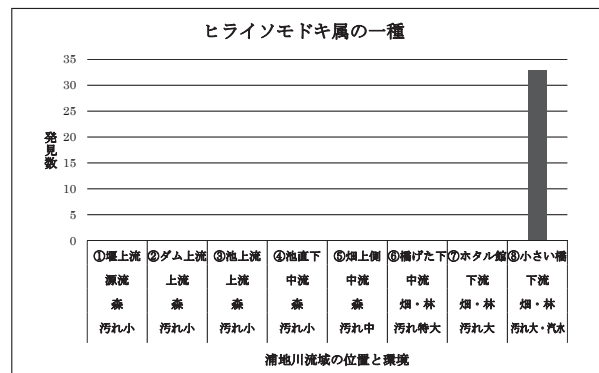 ヒライソモドキ属の一種
35
30
25
20
15
10
5
0
発見数
①堰上流 ②ダム上流 ③池上流 ④池直下 ⑤畑上側 ⑥橋げた下 ⑦ホタル館 ⑧小さい橋
源流 上流 上流 中流 中流 中流 下流 下流
森 森 森 森 森 畑・林 畑・林 畑・林
汚れ小 汚れ小 汚れ小 汚れ小 汚れ中 汚れ特大 汚れ大 汚れ大・汽水
浦地川流域の位置と環境